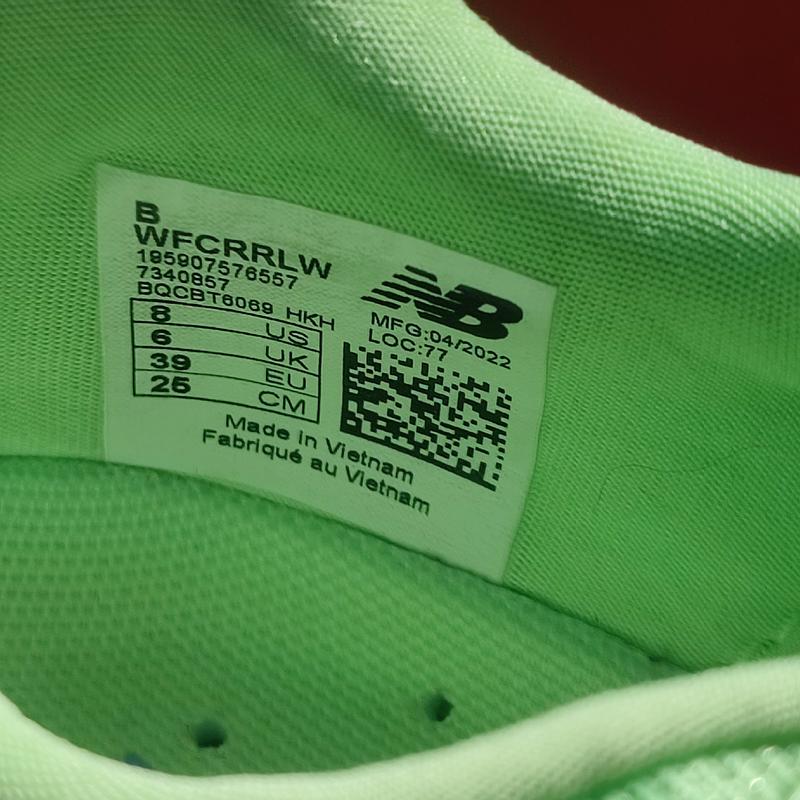 B
WFCRRLW
195907576557
7340857
BQCBT6069 HKH
8 US
6 UK
39 EU
25 CM
NB
MFG:04/2022
LOC:77
Made in Vietnam
Fabriqué au Vietnam